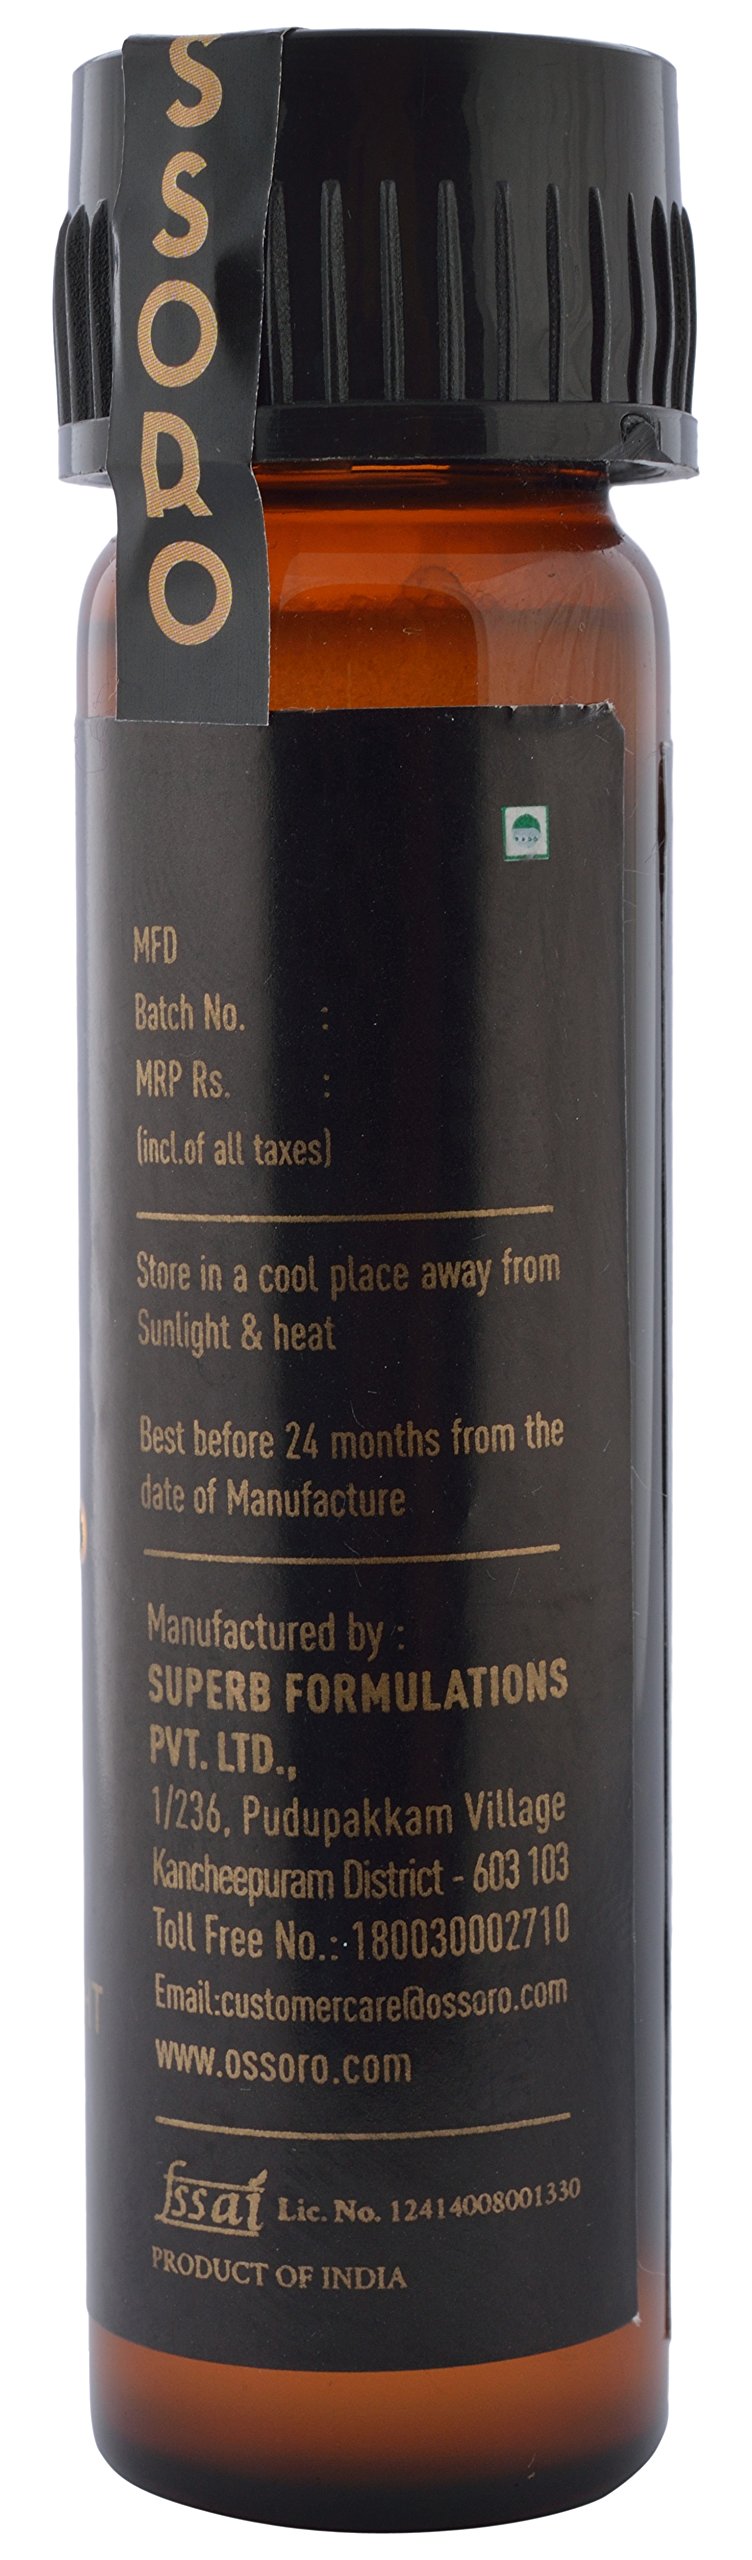 SSORO
MFD
Batch No. :
MRP Rs. :
(incl.of all taxes)
Store in a cool place away from
Sunlight & heat
Best before 24 months from the
date of Manufacture
Manufactured by :
SUPERB FORMULATIONS
PVT. LTD.,
1/236, Pudupakkam Village
Kancheepuram District - 603 103
Toll Free No.: 180030002710
Email:customercare@ossoro.com
www.ossoro.com
fssai Lic. No. 12414008001330
PRODUCT OF INDIA